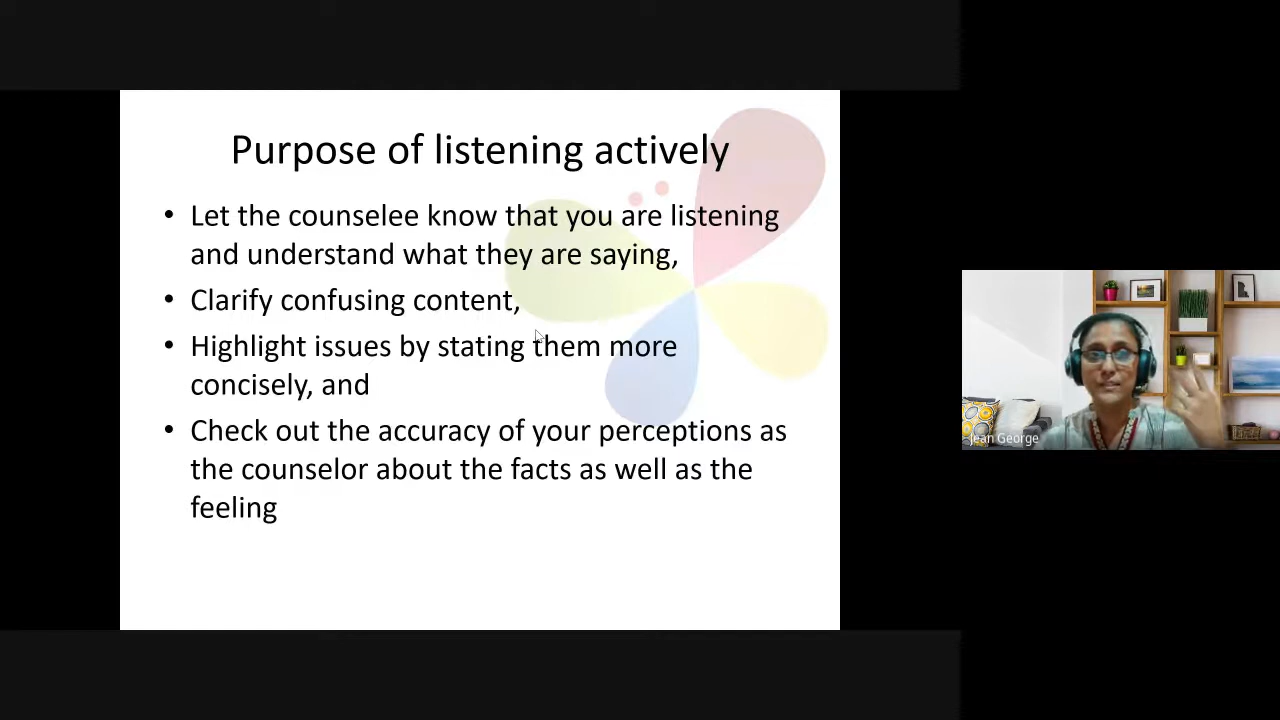 Purpose of listening actively
• Let the counselee know that you are listening
and understand what they are saying,
• Clarify confusing content,
• Highlight issues by stating them more
concisely, and
• Check out the accuracy of your perceptions as
the counselor about the facts as well as the
feeling
Jean George